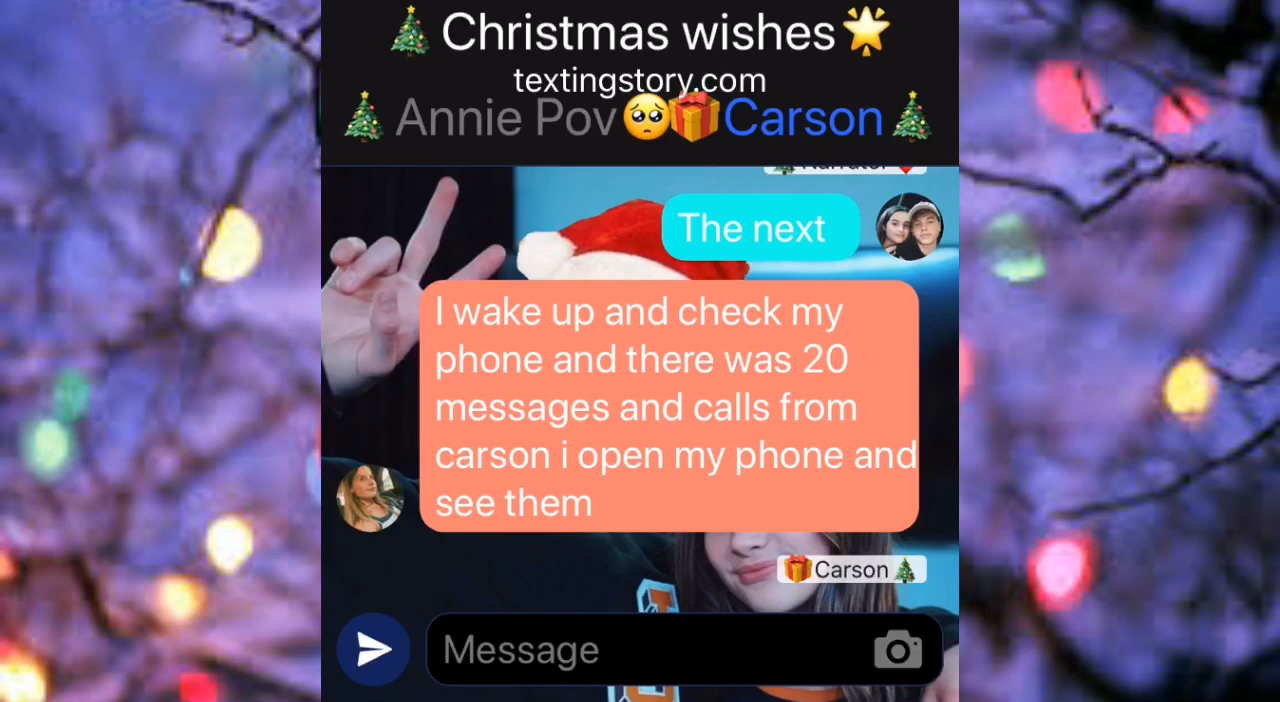 🎄Christmas wishes🌟
textingstory.com
🎄Annie Pov🥺🎁Carson🎄
The next
I wake up and check my
phone and there was 20
messages and calls from
carson i open my phone and
see them
🎁Carson🎄
Message